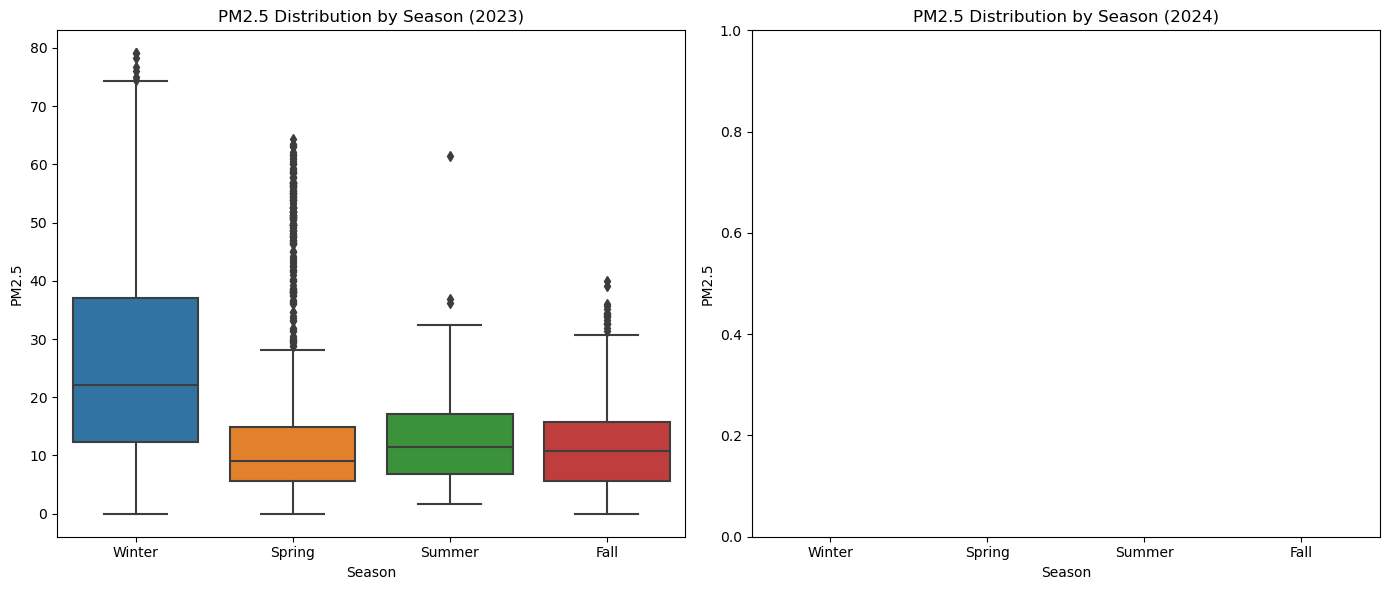 PM2.5 Distribution by Season (2023)
PM2.5
80
70
60
50
40
30
20
10
0
Winter Spring Summer Fall
Season
PM2.5 Distribution by Season (2024)
PM2.5
1.0
0.8
0.6
0.4
0.2
0.0
Winter Spring Summer Fall
Season